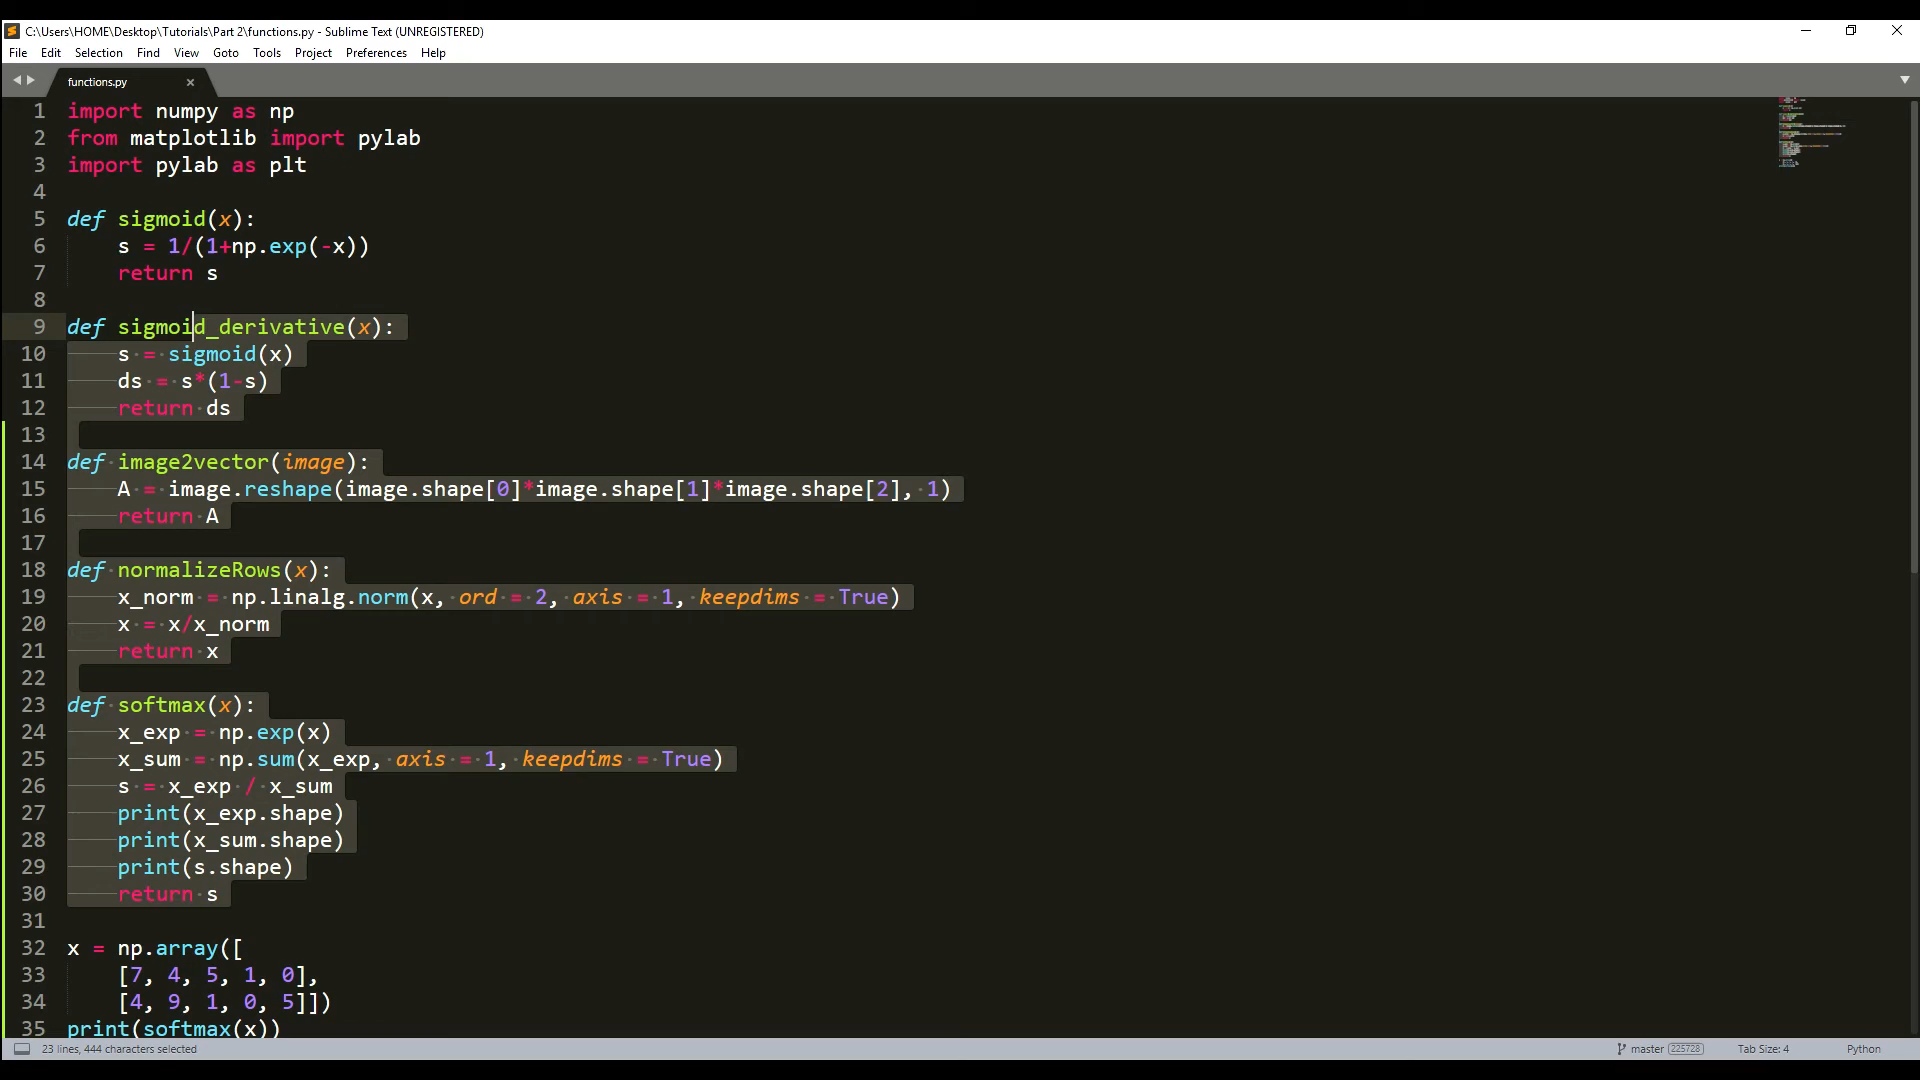 C:\Users\HOME\Desktop\Tutorials\Part 2\functions.py - Sublime Text (UNREGISTERED)
File Edit Selection Find View Goto Tools Project Preferences Help
functions.py
1 import numpy as np
2 from matplotlib import pylab
3 import pylab as plt
4
5 def sigmoid(x):
6     s = 1/(1+np.exp(-x))
7     return s
8
9 def sigmoid_derivative(x):
10     s = sigmoid(x)
11     ds = s*(1-s)
12     return ds
13
14 def image2vector(image):
15     A = image.reshape(image.shape[0]*image.shape[1]*image.shape[2], 1)
16     return A
17
18 def normalizeRows(x):
19     x_norm = np.linalg.norm(x, ord = 2, axis = 1, keepdims = True)
20     x = x/x_norm
21     return x
22
23 def softmax(x):
24     x_exp = np.exp(x)
25     x_sum = np.sum(x_exp, axis = 1, keepdims = True)
26     s = x_exp / x_sum
27     print(x_exp.shape)
28     print(x_sum.shape)
29     print(s.shape)
30     return s
31
32 x = np.array([
33     [7, 4, 5, 1, 0],
34     [4, 9, 1, 0, 5]])
35 print(softmax(x))
23 lines, 444 characters selected
master 225728 Tab Size: 4 Python